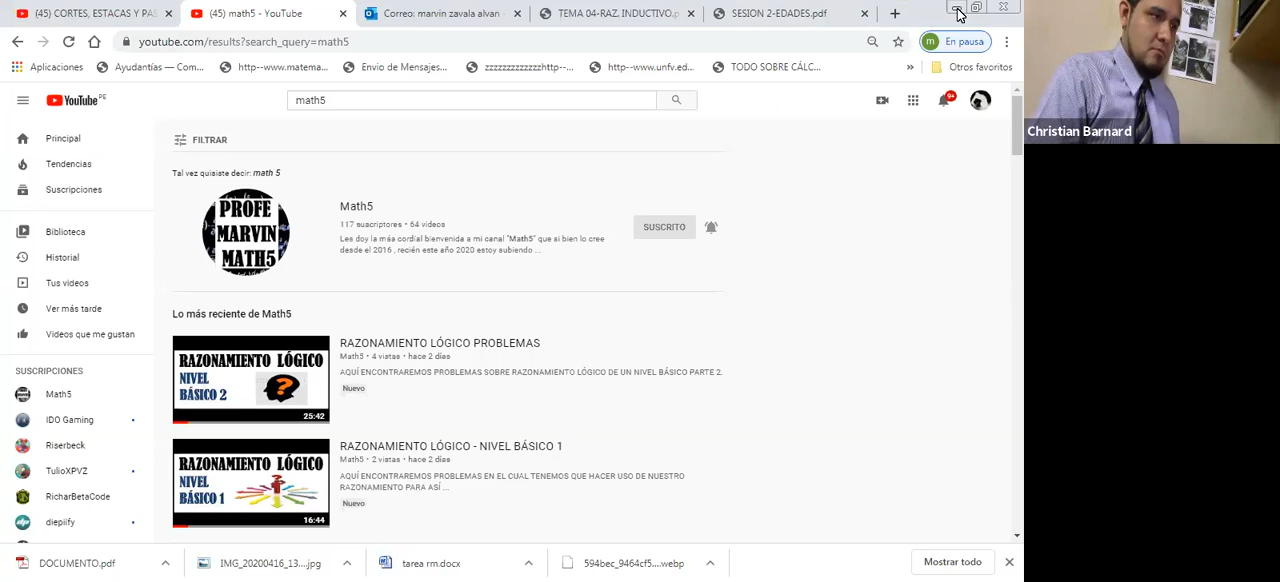 (45) CORTES, ESTACAS Y PAS
(45) math5 - YouTube
Correo: marvin zavala alvan -
TEMA 04-RAZ. INDUCTIVO.p
SESION 2-EDADES.pdf
youtube.com/results?search_query=math5
m En pausa
Aplicaciones
Ayudantías — Com...
http--www.matema...
Envio de Mensajes...
zzzzzzzzzzzzzhttp--...
http--www.unfv.ed...
TODO SOBRE CÁLC...
»
Otros favoritos
YouTube PE
math5
9+
Principal
Tendencias
Suscripciones
Biblioteca
Historial
Tus videos
Ver más tarde
Videos que me gustan
SUSCRIPCIONES
Math5
IDO Gaming
Riserbeck
TulioXPVZ
RicharBetaCode
diepiify
FILTRAR
Tal vez quisiste decir: math 5
PROFE
MARVIN
MATH5
Math5
117 suscriptores • 64 videos
Les doy la más cordial bienvenida a mi canal "Math5" que si bien lo cree
desde el 2016 , recién este año 2020 estoy subiendo ...
SUSCRITO
Lo más reciente de Math5
RAZONAMIENTO LÓGICO
NIVEL
BÁSICO 2
?
25:42
RAZONAMIENTO LÓGICO PROBLEMAS
Math5 • 4 vistas • hace 2 días
AQUÍ ENCONTRAREMOS PROBLEMAS SOBRE RAZONAMIENTO LÓGICO DE UN NIVEL BÁSICO PARTE 2.
Nuevo
RAZONAMIENTO LÓGICO
NIVEL
BÁSICO 1
16:44
RAZONAMIENTO LÓGICO - NIVEL BÁSICO 1
Math5 • 2 vistas • hace 2 días
AQUÍ ENCONTRAREMOS PROBLEMAS EN EL CUAL TENEMOS QUE HACER USO DE NUESTRO
RAZONAMIENTO PARA ASÍ ...
Nuevo
DOCUMENTO.pdf
IMG_20200416_13....jpg
tarea rm.docx
594bec_9464cf5....webp
Mostrar todo
Christian Barnard